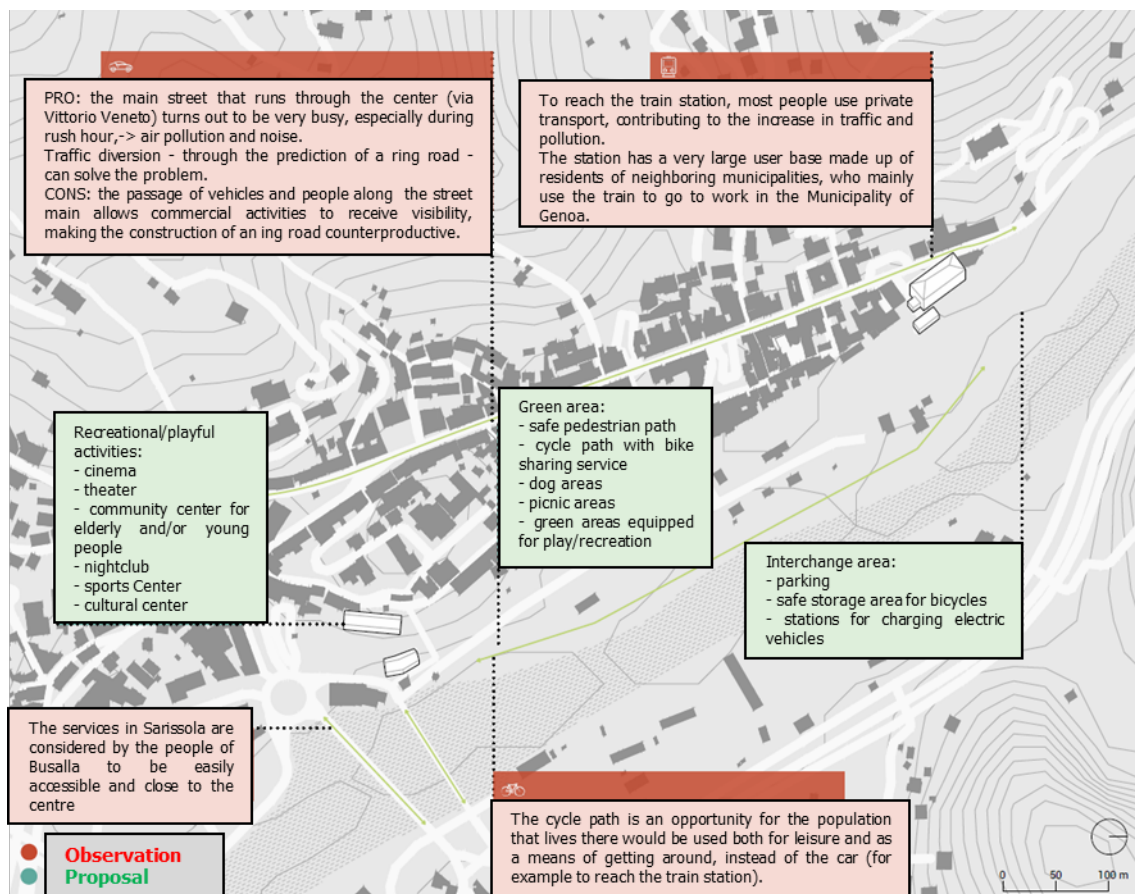 PRO: the main street that runs through the center (via
Vittorio Veneto) turns out to be very busy, especially during
rush hour,-> air pollution and noise.
Traffic diversion - through the prediction of a ring road -
can solve the problem.
CONS: the passage of vehicles and people along the street
main allows commercial activities to receive visibility,
making the construction of an ing road counterproductive.
To reach the train station, most people use private
transport, contributing to the increase in traffic and
pollution.
The station has a very large user base made up of
residents of neighboring municipalities, who mainly
use the train to go to work in the Municipality of
Genoa.
Recreational/playful
activities:
- cinema
- theater
- community center for
elderly and/or young
people
- nightclub
- sports Center
- cultural center
Green area:
- safe pedestrian path
- cycle path with bike
sharing service
- dog areas
- picnic areas
- green areas equipped
for play/recreation
Interchange area:
- parking
- safe storage area for bicycles
- stations for charging electric
vehicles
The services in Sarissola are
considered by the people of
Busalla to be easily
accessible and close to the
centre
The cycle path is an opportunity for the population
that lives there would be used both for leisure and as
a means of getting around, instead of the car (for
example to reach the train station).
Observation
Proposal
0 50 100 m